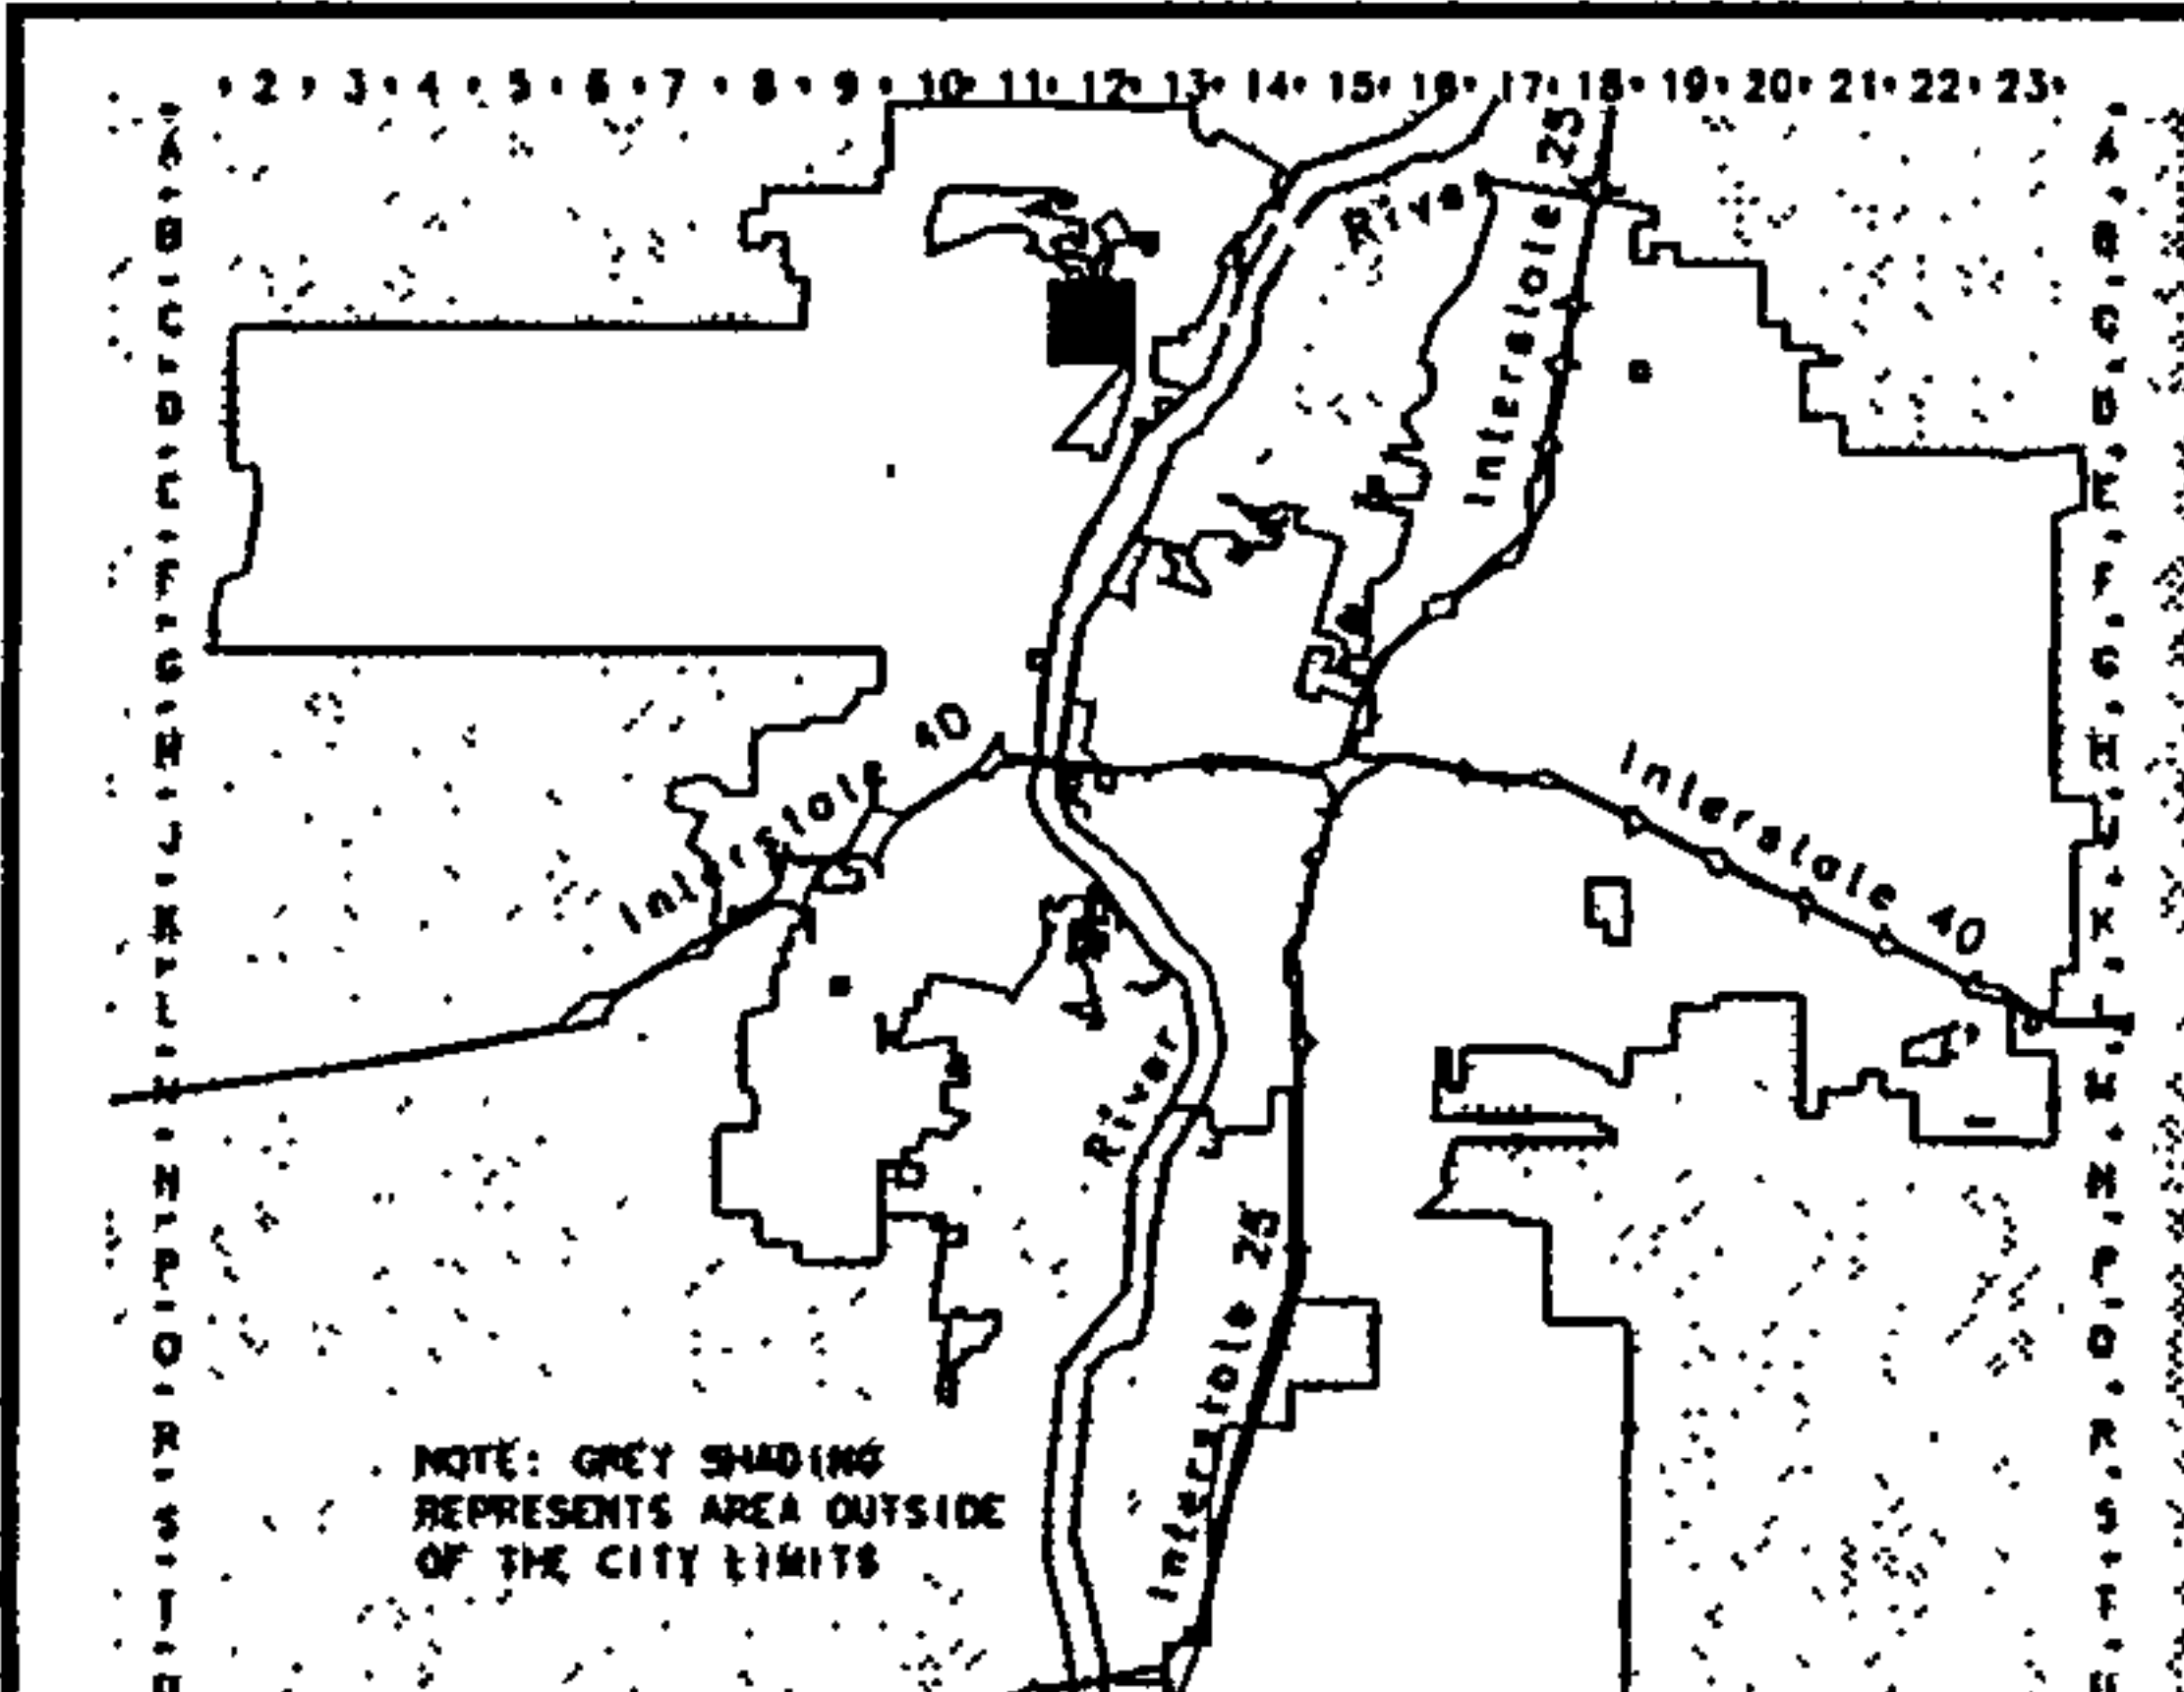 2 3 4 5 6 7 8 9 10 11 12 13 14 15 16 17 18 19 20 21 22 23
A A
B B
C C
D D
E E
F F
G G
H H
J J
K K
L L
M M
N N
P P
Q Q
R R
S S
T T
25
Interstate
40
Interstate
Interstate 40
River
Interstate 25
NOTE: GREY SHADING
REPRESENTS AREA OUTSIDE
OF THE CITY LIMITS